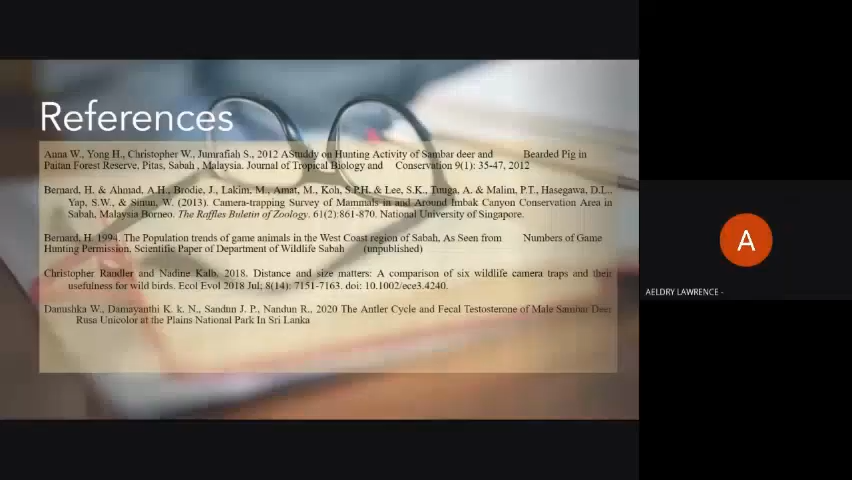 References
Anna W., Yong H., Christopher W., Jumrafiah S., 2012 AStuddy on Hunting Activity of Sambar deer and Bearded Pig in
Paitan Forest Reserve, Pitas, Sabah , Malaysia. Journal of Tropical Biology and Conservation 9(1): 35-47, 2012
Bernard, H. & Ahmad, A.H., Brodie, J., Lakim, M., Amat, M., Koh, S.P.H. & Lee, S.K., Tuuga, A. & Malim, P.T., Hasegawa, D.L.,
Yap, S.W., & Sinun, W. (2013). Camera-trapping Survey of Mammals in and Around Imbak Canyon Conservation Area in
Sabah, Malaysia Borneo. The Raffles Buletin of Zoology. 61(2):861-870. National University of Singapore.
Bernard, H. 1994. The Population trends of game animals in the West Coast region of Sabah, As Seen from Numbers of Game
Hunting Permission. Scientific Paper of Department of Wildlife Sabah (unpublished)
Christopher Randler and Nadine Kalb. 2018. Distance and size matters: A comparison of six wildlife camera traps and their
usefulness for wild birds. Ecol Evol 2018 Jul; 8(14): 7151-7163. doi: 10.1002/ece3.4240.
Danushka W., Damayanthi K. k. N., Sandun J. P., Nandun R., 2020 The Antler Cycle and Fecal Testosterone of Male Sambar Deer
Rusa Unicolor at the Plains National Park In Sri Lanka
A
AELDRY LAWRENCE -